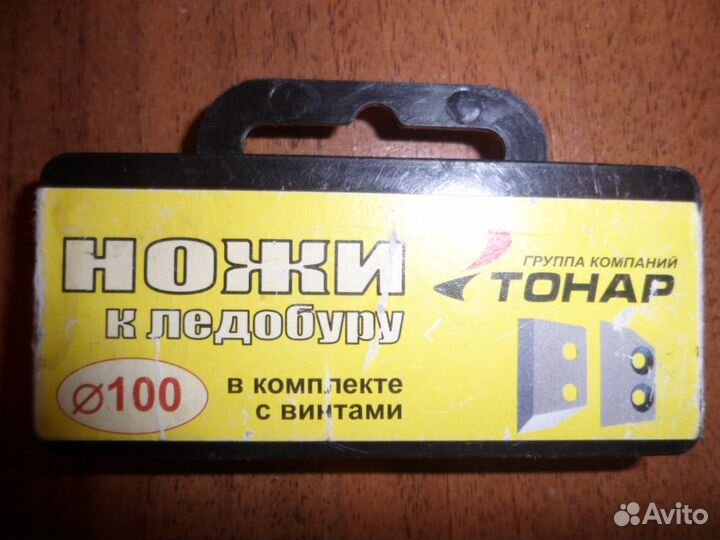 НОЖИ
к ледобуру
⌀100
в комплекте
с винтами
ГРУППА КОМПАНИЙ
ТОНАР
Avito